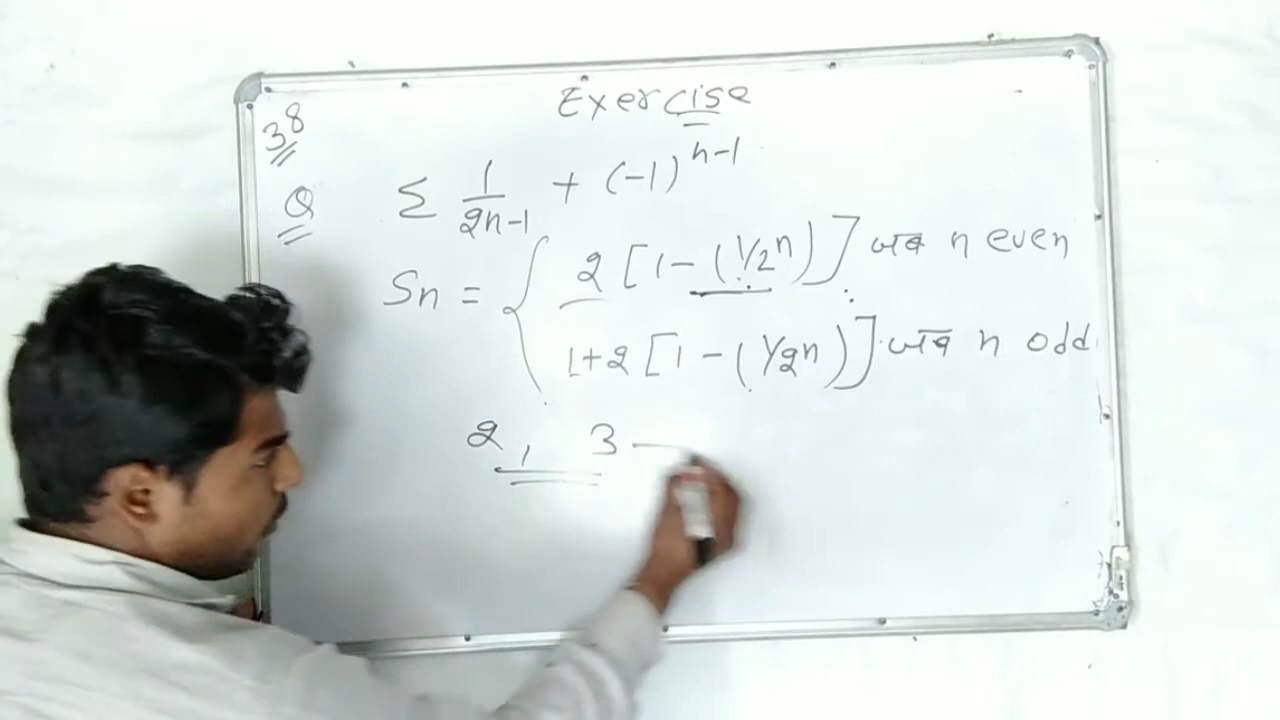 Exercise
38
Q Σ 1/2n-1 + (-1)^n-1
Sn = { 2 [1 - (1/2^n)] जब n even
1+2 [1 - (1/2n)] जब n odd
2, 3